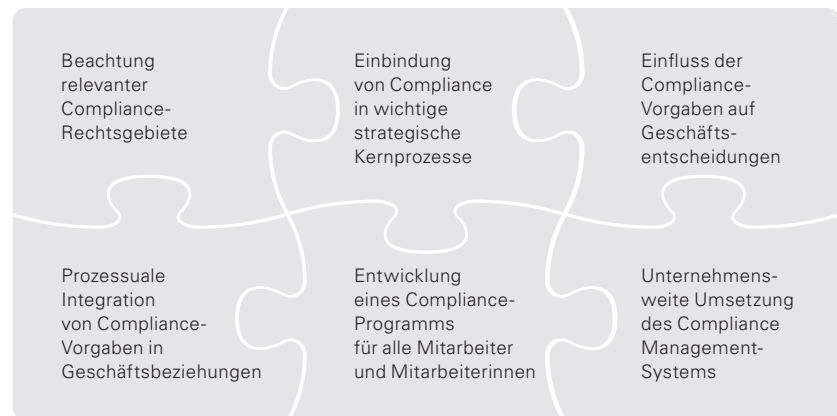 Beachtung
relevanter
Compliance-
Rechtsgebiete
Einbindung
von Compliance
in wichtige
strategische
Kernprozesse
Einfluss der
Compliance-
Vorgaben auf
Geschäfts-
entscheidungen
Prozessuale
Integration
von Compliance-
Vorgaben in
Geschäftsbeziehungen
Entwicklung
eines Compliance-
Programms
für alle Mitarbeiter
und Mitarbeiterinnen
Unternehmens-
weite Umsetzung
des Compliance
Management-
Systems